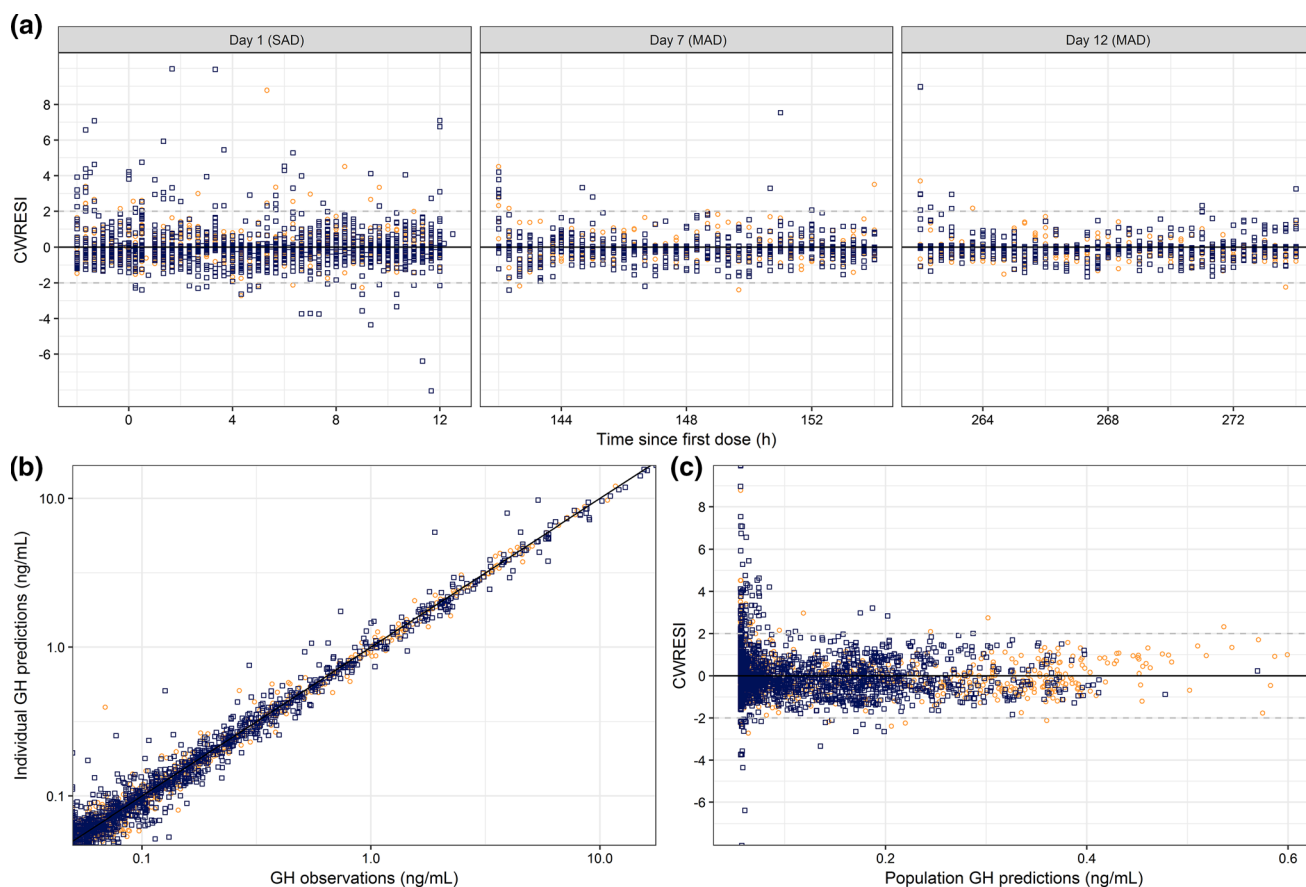 (a)
Day 1 (SAD) Day 7 (MAD) Day 12 (MAD)
CWRESI
8
6
4
2
0
-2
-4
-6
0 4 8 12 144 148 152 264 268 272
Time since first dose (h)
(b)
Individual GH predictions (ng/mL)
10.0
1.0
0.1
0.1 1.0 10.0
GH observations (ng/mL)
(c)
CWRESI
8
6
4
2
0
-2
-4
-6
0.2 0.4 0.6
Population GH predictions (ng/mL)